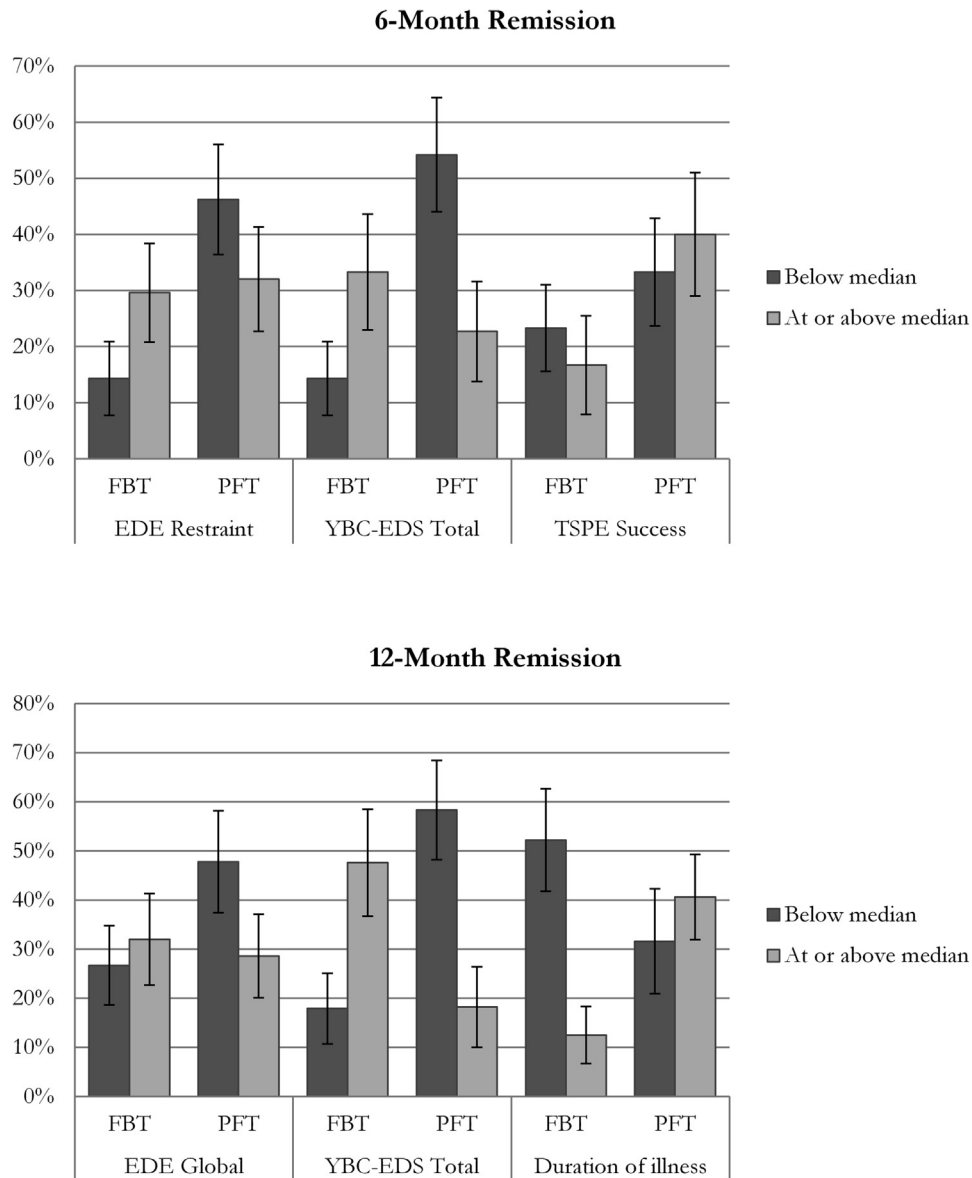 6-Month Remission
70%
60%
50%
40%
30%
20%
10%
0%
FBT PFT FBT PFT FBT PFT
EDE Restraint YBC-EDS Total TSPE Success
Below median
At or above median
12-Month Remission
80%
70%
60%
50%
40%
30%
20%
10%
0%
FBT PFT FBT PFT FBT PFT
EDE Global YBC-EDS Total Duration of illness
Below median
At or above median